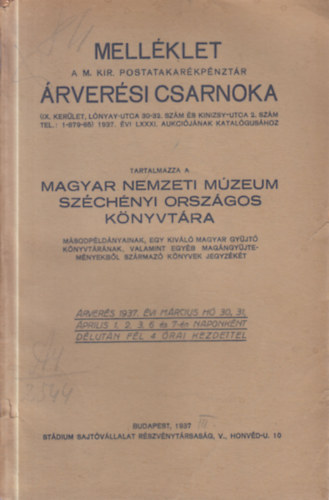 MELLÉKLET
A M. KIR. POSTATAKARÉKPÉNZTÁR
ÁRVERÉSI CSARNOKA
(IX. KERÜLET, LÓNYAY-UTCA 30-32. SZÁM ÉS KINIZSY-UTCA 2. SZÁM
TEL.: 1-879-65) 1937. ÉVI LXXXI. AUKCIÓJÁNAK KATALÓGUSÁHOZ
TARTALMAZZA A
MAGYAR NEMZETI MÚZEUM
SZÉCHÉNYI ORSZÁGOS
KÖNYVTÁRA
MÁSODPÉLDÁNYAINAK, EGY KIVÁLÓ MAGYAR GYŰJTŐ
KÖNYVTÁRÁNAK, VALAMINT EGYÉB MAGÁNGYŰJTE-
MÉNYEKBŐL SZÁRMAZÓ KÖNYVEK JEGYZÉKÉT
ÁRVERÉS 1937. ÉVI MÁRCIUS HÓ 30, 31,
ÁPRILIS 1, 2, 3, 6 és 7-én NAPONKÉNT
DÉLUTÁN FÉL 4 ÓRAI KEZDETTEL
BUDAPEST, 1937 III
STÁDIUM SAJTÓVÁLLALAT RÉSZVÉNYTÁRSASÁG, V., HONVÉD-U. 10